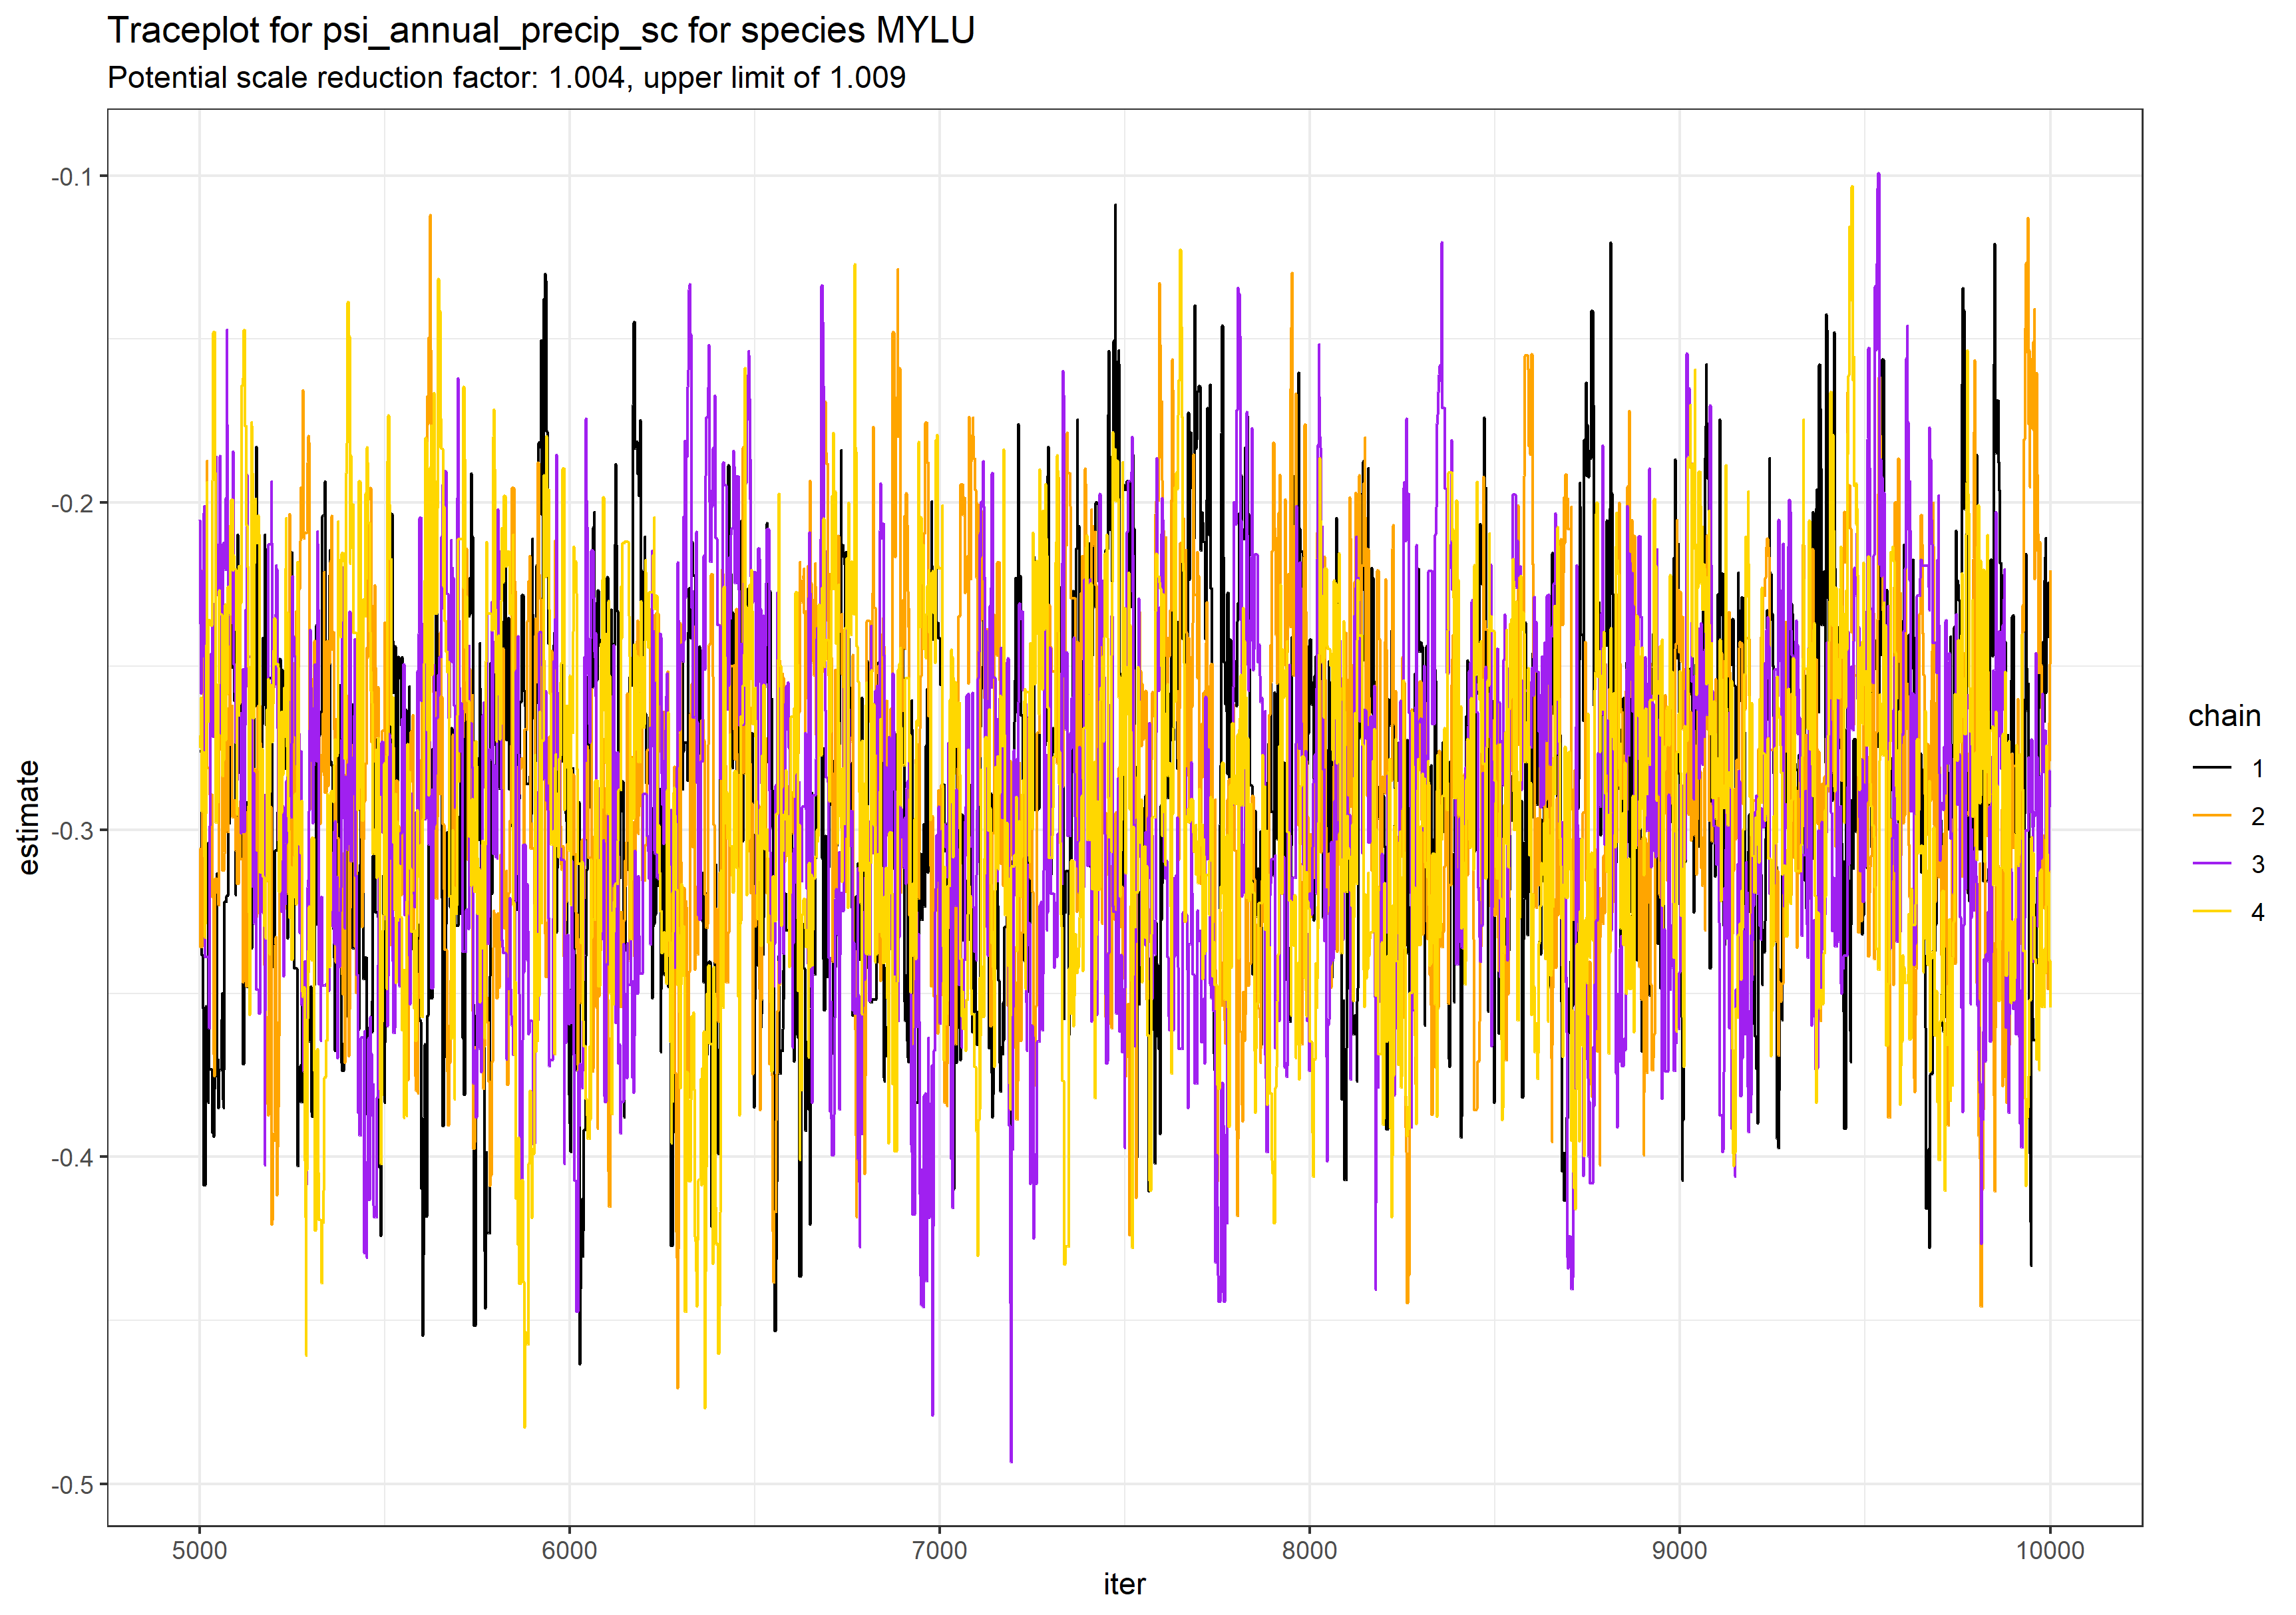 Traceplot for psi_annual_precip_sc for species MYLU
Potential scale reduction factor: 1.004, upper limit of 1.009
estimate
-0.1
-0.2
-0.3
-0.4
-0.5
5000 6000 7000 8000 9000 10000
iter
chain
1
2
3
4